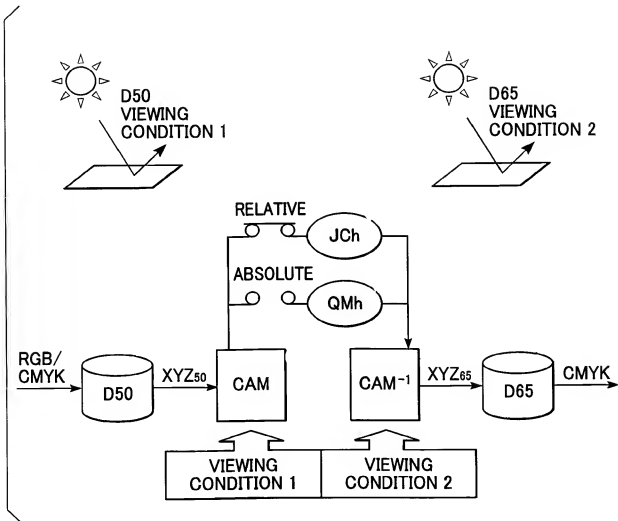 D50
VIEWING
CONDITION 1
D65
VIEWING
CONDITION 2
RELATIVE
JCh
ABSOLUTE
QMh
RGB/
CMYK
D50
XYZ50
CAM
CAM⁻¹
XYZ65
D65
CMYK
VIEWING
CONDITION 1
VIEWING
CONDITION 2